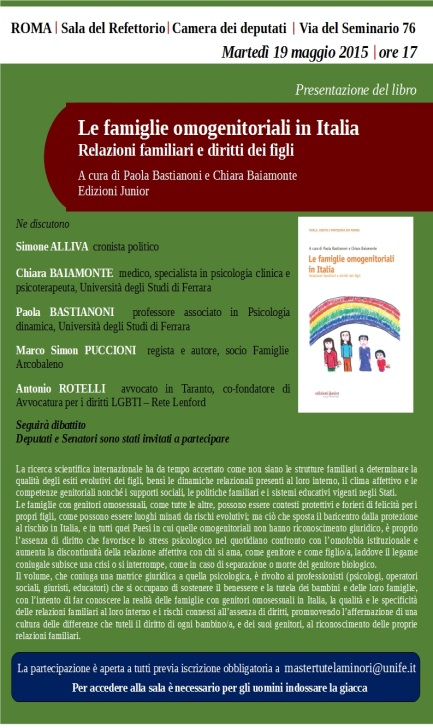 ROMA | Sala del Refettorio | Camera dei deputati | Via del Seminario 76
Martedì 19 maggio 2015 | ore 17
Presentazione del libro
Le famiglie omogenitoriali in Italia
Relazioni familiari e diritti dei figli
A cura di Paola Bastianoni e Chiara Baiamonte
Edizioni Junior
Ne discutono
Simone ALLIVA cronista politico
Chiara BAIAMONTE medico, specialista in psicologia clinica e
psicoterapeuta, Università degli Studi di Ferrara
Paola BASTIANONI professore associato in Psicologia
dinamica, Università degli Studi di Ferrara
Marco Simon PUCCIONI regista e autore, socio Famiglie
Arcobaleno
Antonio ROTELLI avvocato in Taranto, co-fondatore di
Avvocatura per i diritti LGBTI – Rete Lenford
Seguirà dibattito
Deputati e Senatori sono stati invitati a partecipare
A cura di Paola Bastianoni e Chiara Baiamonte
Le famiglie omogenitoriali
in Italia
Relazioni familiari e diritti dei figli
edizioni junior
La ricerca scientifica internazionale ha da tempo accertato come non siano le strutture familiari a determinare la
qualità degli esiti evolutivi dei figli, bensì le dinamiche relazionali presenti al loro interno, il clima affettivo e le
competenze genitoriali nonché i supporti sociali, le politiche familiari e i sistemi educativi vigenti negli Stati.
Le famiglie con genitori omosessuali, come tutte le altre, possono essere contesti protettivi e forieri di felicità per i
propri figli, come possono essere luoghi minati da rischi evolutivi; ma ciò che sposta il baricentro dalla protezione
al rischio in Italia, e in tutti quei Paesi in cui quelle omogenitoriali non hanno riconoscimento giuridico, è proprio
l'assenza di diritto che favorisce lo stress psicologico nel quotidiano confronto con l'omofobia istituzionale e
aumenta la discontinuità della relazione affettiva con chi si ama, come genitore e come figlio/a, laddove il legame
coniugale subisce una crisi o si interrompe, come in caso di separazione o morte del genitore biologico.
Il volume, che coniuga una matrice giuridica a quella psicologica, è rivolto ai professionisti (psicologi, operatori
sociali, giuristi, educatori) che si occupano di sostenere il benessere e la tutela dei bambini e delle loro famiglie,
con l'intento di far conoscere la realtà delle famiglie con genitori omosessuali in Italia, la qualità e le specificità
delle relazioni familiari al loro interno e i rischi connessi all'assenza di diritti, promuovendo l'affermazione di una
cultura delle differenze che tuteli il diritto di ogni bambino/a, e dei suoi genitori, al riconoscimento delle proprie
relazioni familiari.
La partecipazione è aperta a tutti previa iscrizione obbligatoria a mastertutelaminori@unife.it
Per accedere alla sala è necessario per gli uomini indossare la giacca